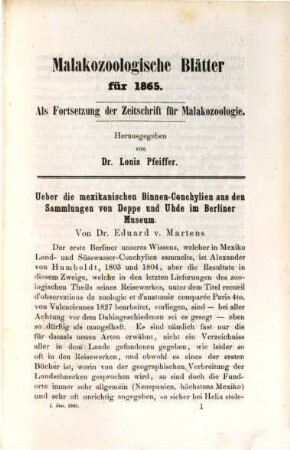 Malakozoologische Blätter
für 1865.
Als Fortsetzung der Zeitschrift für Malakozoologie.
Herausgegeben
von
Dr. Louis Pfeiffer.
Ueber die mexikanischen Binnen-Conchylien aus den
Sammlungen von Deppe und Uhde im Berliner
Museum.
Von Dr. Eduard v. Martens.
Der erste Berliner unseres Wissens, welcher in Mexiko
Land- und Süsswasser-Conchylien sammelte, ist Alexander
von Humboldt, 1803 und 1804, aber die Resultate in
diesem Zweige, welche in den letzten Lieferungen des zoo-
logischen Theils seines Reisewerkes, unter dem Titel recueil
d'observations de zoologie et d'anatomie comparée Paris 4to,
von Valenciennes 1827 bearbeitet, vorliegen, sind — bei aller
Achtung vor dem Dahingeschiedenen sei es gesagt — eben
so dürftig als mangelhaft. Es sind nämlich fast nur die
für damals neuen Arten erwähnt, nicht ein Verzeichniss
aller in dem Lande gefundenen gegeben, wie leider so
oft in den Reisewerken, und obwohl es eines der ersten
Bücher ist, worin von der geographischen Verbreitung der
Landschnecken gesprochen wird, so sind doch die Fund-
orte immer sehr allgemein (Neuspanien, höchstens Mexiko)
und sehr oft unrichtig angegeben, so sicher bei Helix stole-
1. Jan. 1865. 1